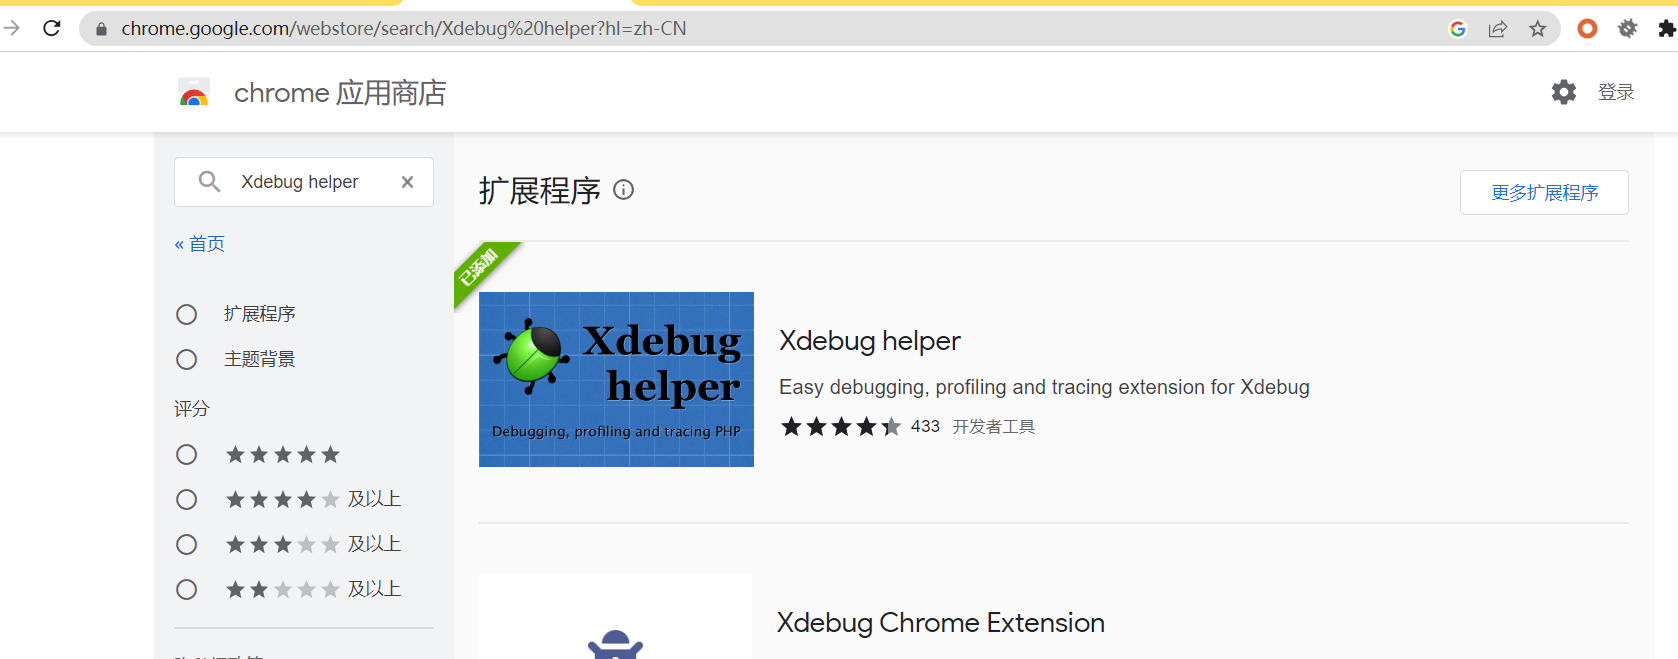 chrome.google.com/webstore/search/Xdebug%20helper?hl=zh-CN
chrome 应用商店
登录
Xdebug helper
« 首页
扩展程序
主题背景
评分
及以上
及以上
及以上
扩展程序
更多扩展程序
已添加
Xdebug
helper
Debugging, profiling and tracing PHP
Xdebug helper
Easy debugging, profiling and tracing extension for Xdebug
433 开发者工具
Xdebug Chrome Extension